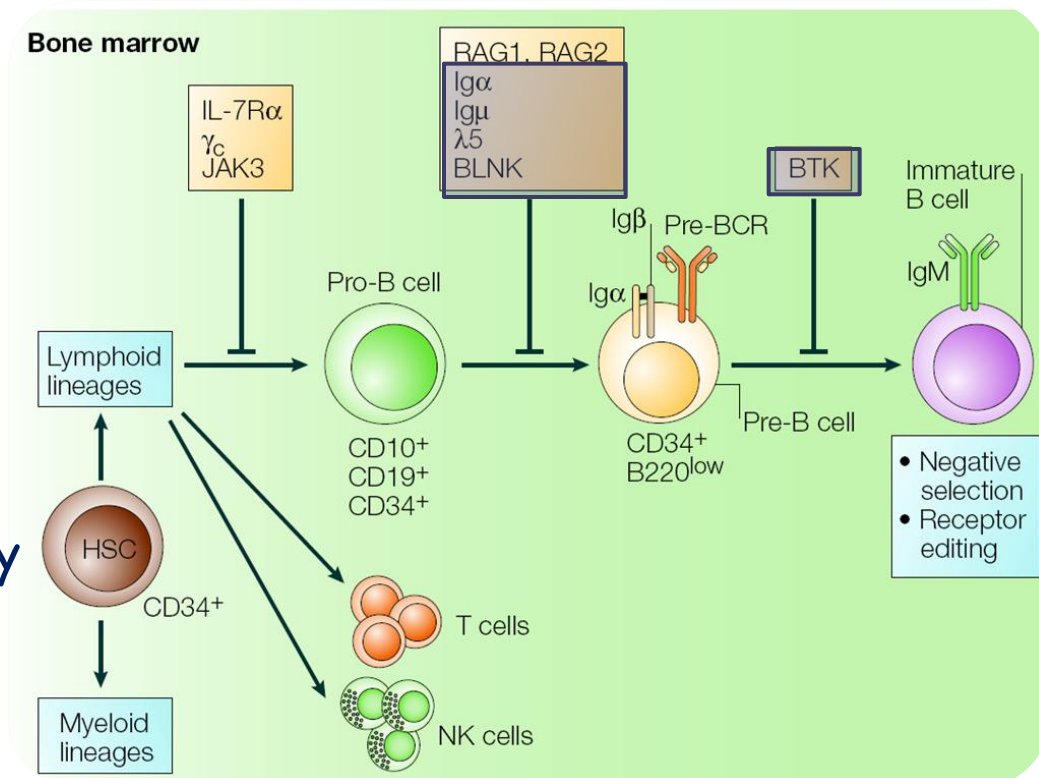 Bone marrow
RAG1, RAG2
Igα
Igμ
λ5
BLNK
IL-7Rα
γC
JAK3
BTK
Immature
B cell
Igβ
Pre-BCR
Igα
IgM
Pro-B cell
Lymphoid
lineages
Pre-B cell
CD10+
CD19+
CD34+
CD34+
B220low
• Negative
selection
• Receptor
editing
HSC
y
CD34+
T cells
NK cells
Myeloid
lineages